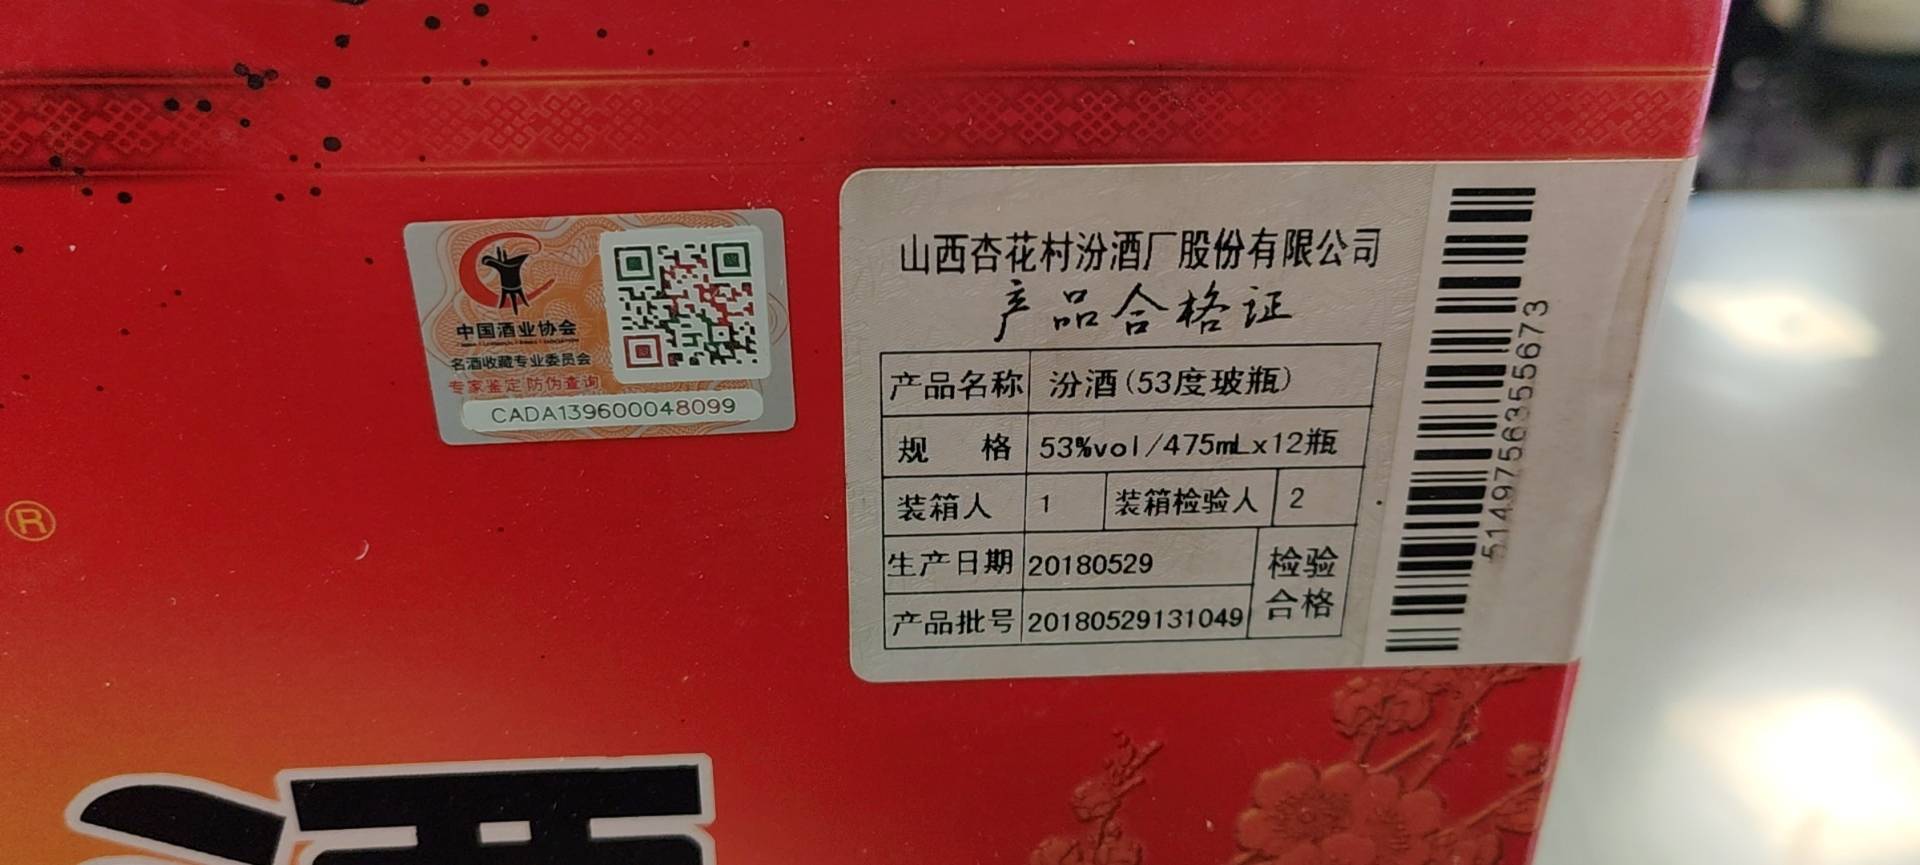 中国酒业协会
名酒收藏专业委员会
专家鉴定 防伪查询
CADA139600048099
山西杏花村汾酒厂股份有限公司
产品合格证
产品名称 汾酒(53度玻瓶)
规 格 53%vol/475mL×12瓶
装箱人 1 装箱检验人 2
生产日期 20180529 检验
产品批号 20180529131049 合格
5149756355673
®
酒